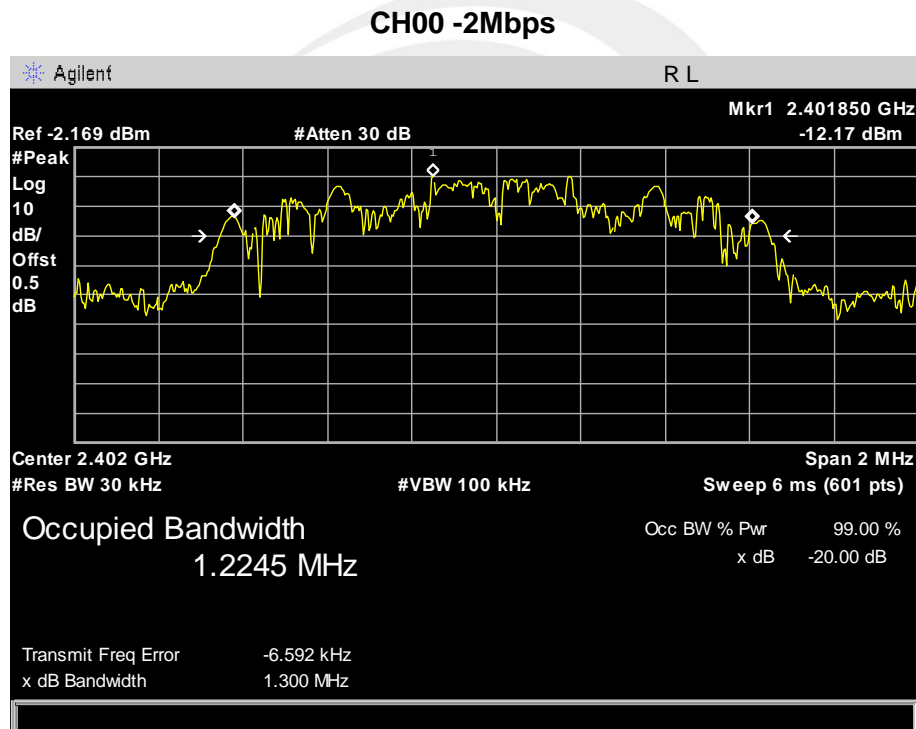 CH00 -2Mbps
Agilent R L
Mkr1 2.401850 GHz
Ref -2.169 dBm #Atten 30 dB -12.17 dBm
#Peak
Log
10
dB/
Offst
0.5
dB
1
Center 2.402 GHz Span 2 MHz
#Res BW 30 kHz #VBW 100 kHz Sweep 6 ms (601 pts)
Occupied Bandwidth Occ BW % Pwr 99.00 %
1.2245 MHz x dB -20.00 dB
Transmit Freq Error -6.592 kHz
x dB Bandwidth 1.300 MHz